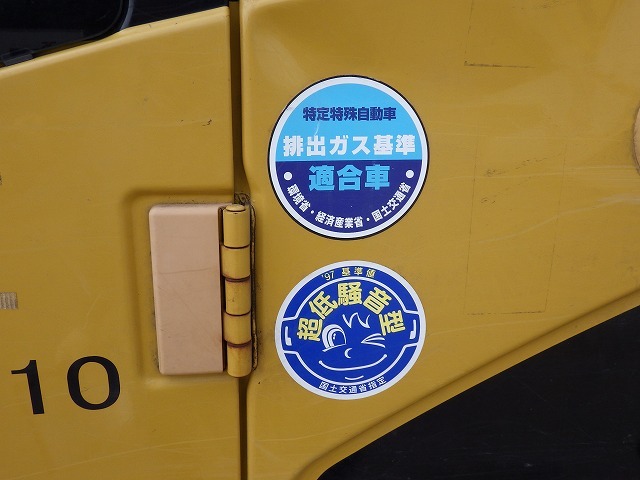 特定特殊自動車
排出ガス基準
適合車
・環境省・経済産業省・国土交通省・
'97 基準値
超低騒音型
国土交通省指定
10